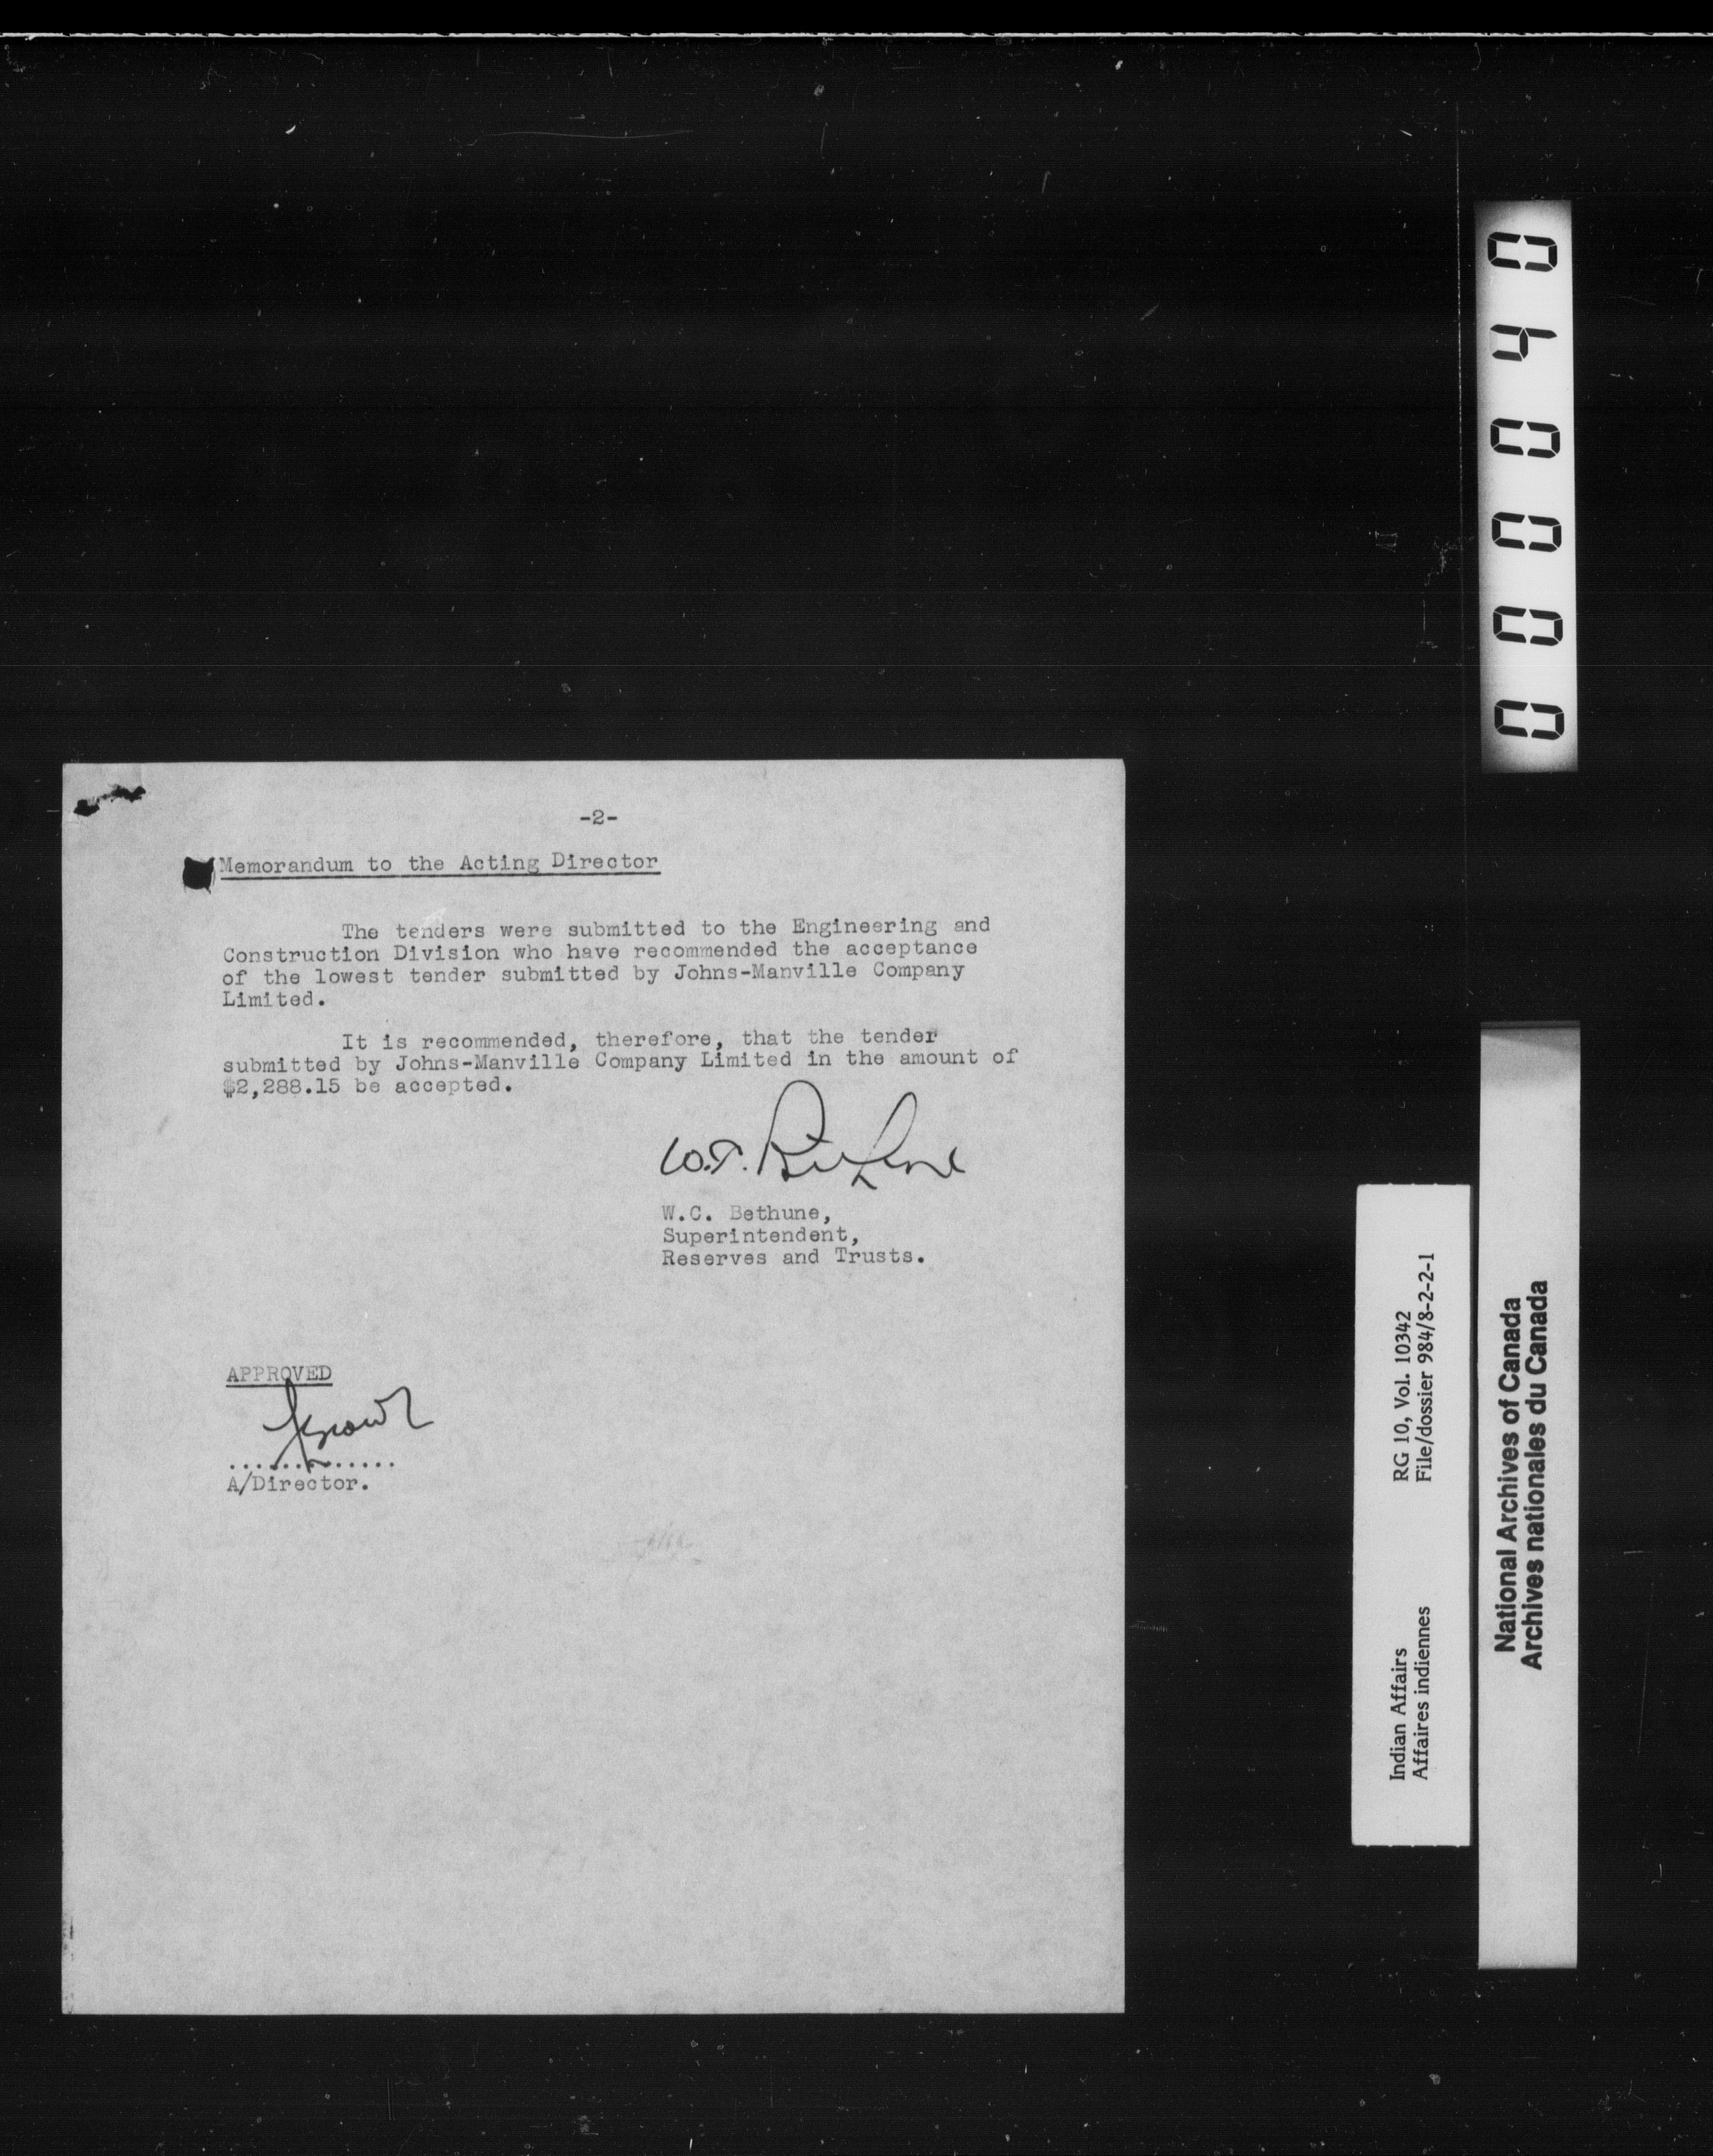 -2-
Memorandum to the Acting Director
The tenders were submitted to the Engineering and
Construction Division who have recommended the acceptance
of the lowest tender submitted by Johns-Manville Company
Limited.
It is recommended, therefore, that the tender
submitted by Johns-Manville Company Limited in the amount of
$2,288.15 be accepted.
W.C. Bethune,
Superintendent,
Reserves and Trusts.
APPROVED
..............
A/Director.
000040
Indian Affairs
Affaires indiennes
RG 10, Vol. 10342
File/dossier 984/8-2-2-1
National Archives of Canada
Archives nationales du Canada